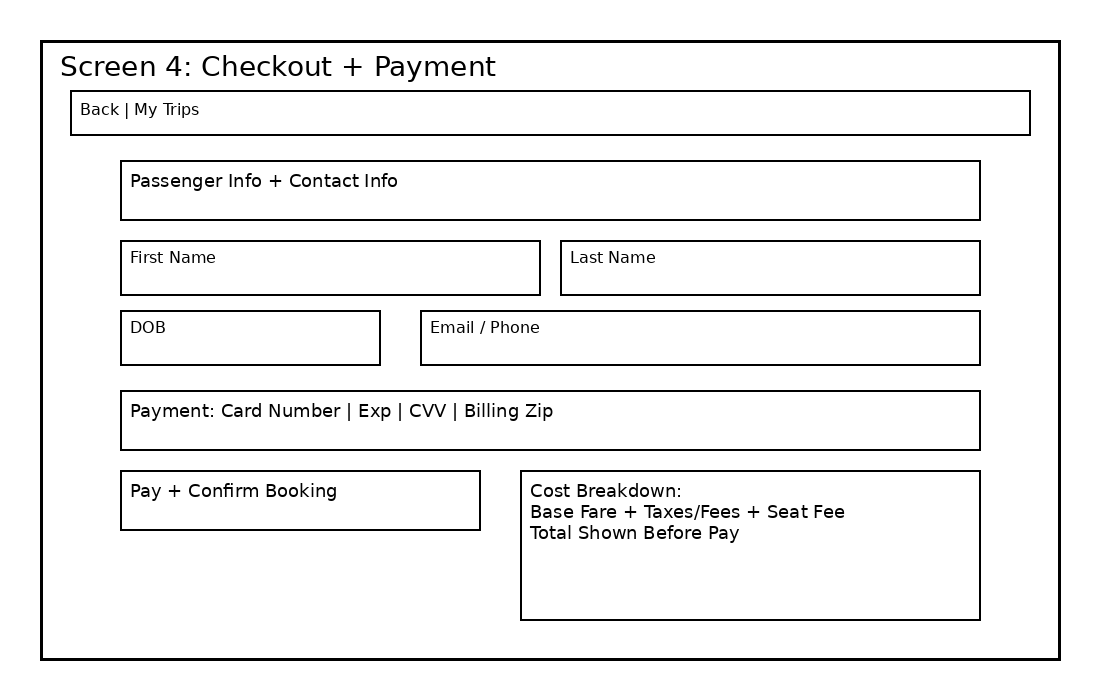 Screen 4: Checkout + Payment
Back | My Trips
Passenger Info + Contact Info
First Name
Last Name
DOB
Email / Phone
Payment: Card Number | Exp | CVV | Billing Zip
Pay + Confirm Booking
Cost Breakdown:
Base Fare + Taxes/Fees + Seat Fee
Total Shown Before Pay